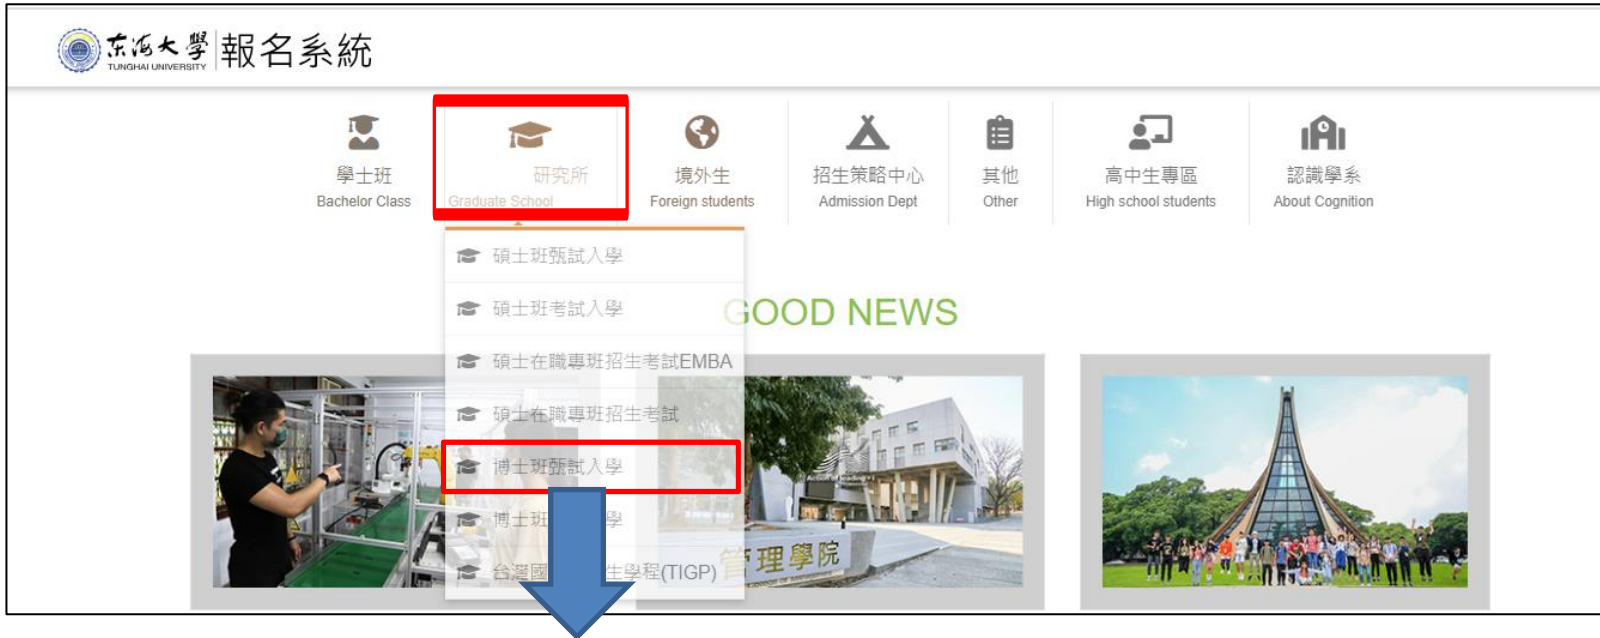 东海大學 報名系統
TUNGHAI UNIVERSITY
學士班
Bachelor Class
研究所
Graduate School
境外生
Foreign students
招生策略中心
Admission Dept
其他
Other
高中生專區
High school students
認識學系
About Cognition
碩士班甄試入學
碩士班考試入學
碩士在職專班招生考試EMBA
碩士在職專班招生考試
博士班甄試入學
博士班 學
台灣國 生學程(TIGP)
GOOD NEWS
管理學院